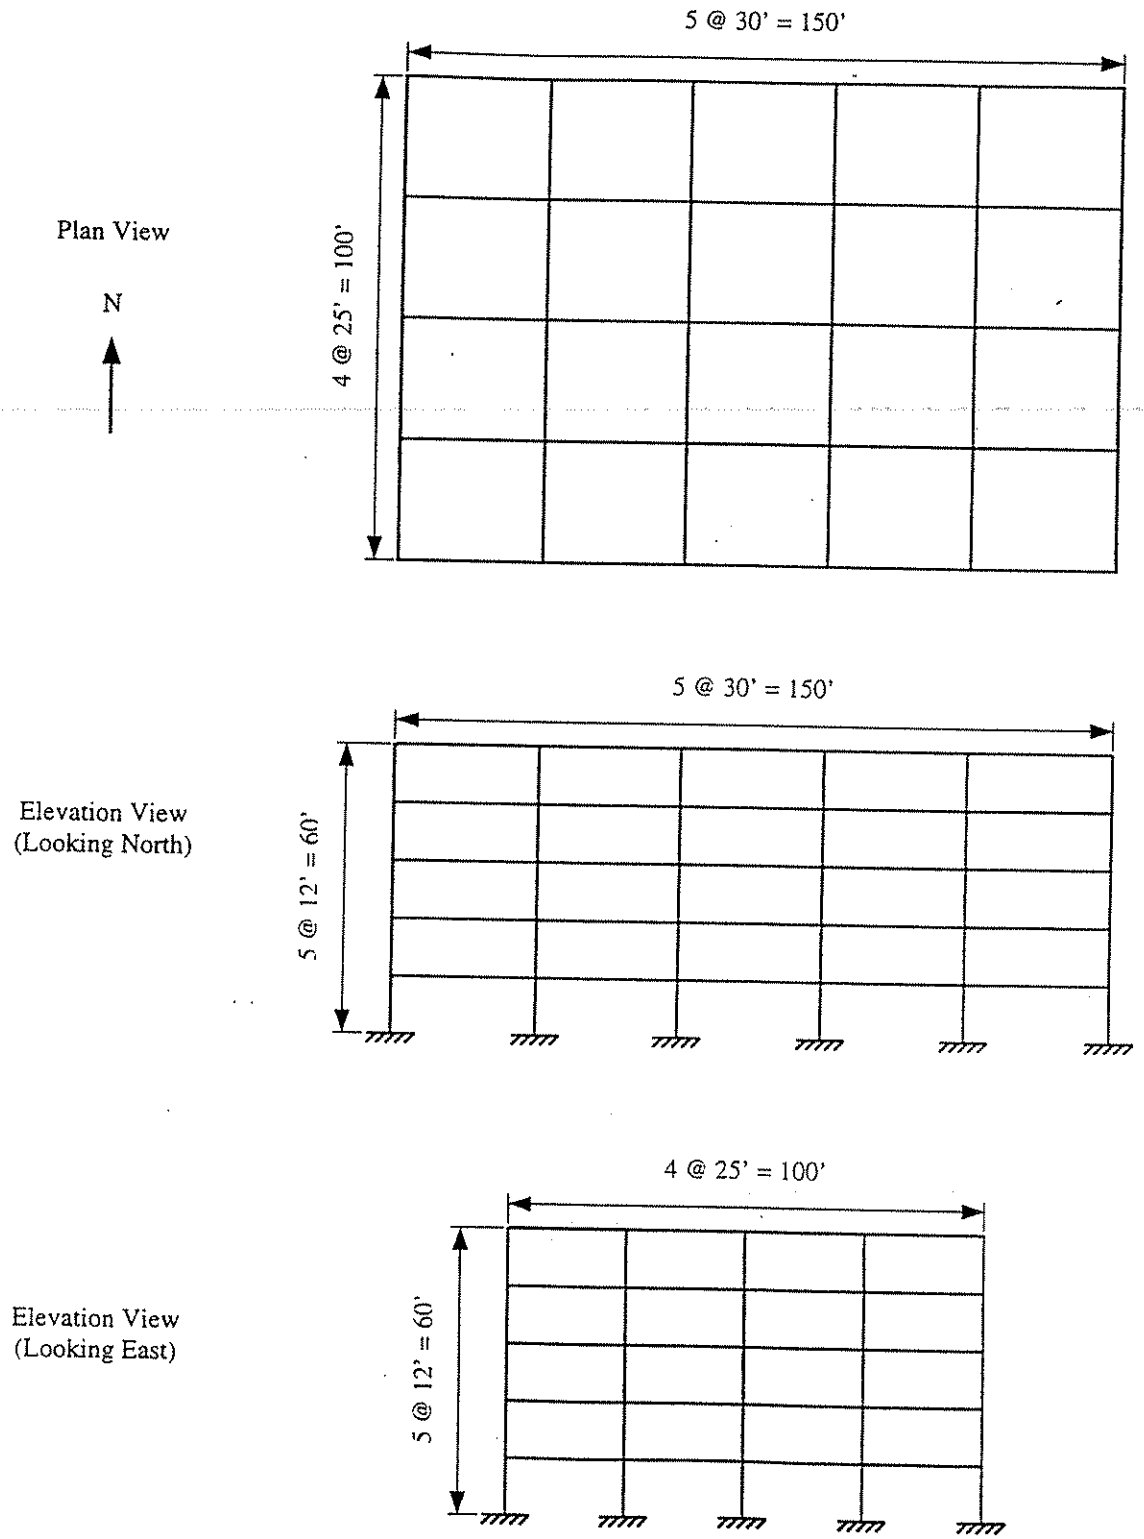 5 @ 30' = 150'
Plan View
N
4 @ 25' = 100'
5 @ 30' = 150'
Elevation View
(Looking North)
5 @ 12' = 60'
4 @ 25' = 100'
Elevation View
(Looking East)
5 @ 12' = 60'